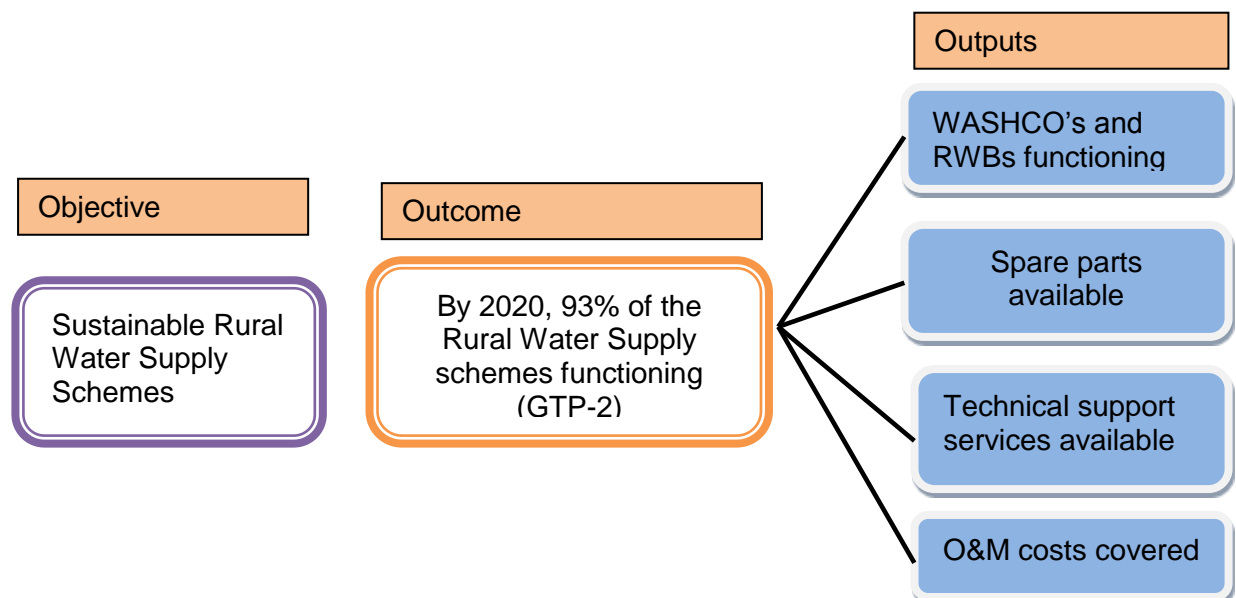 Objective
Sustainable Rural
Water Supply
Schemes
Outcome
By 2020, 93% of the
Rural Water Supply
schemes functioning
(GTP-2)
Outputs
WASHCO's and
RWBs functioning
Spare parts
available
Technical support
services available
O&M costs covered